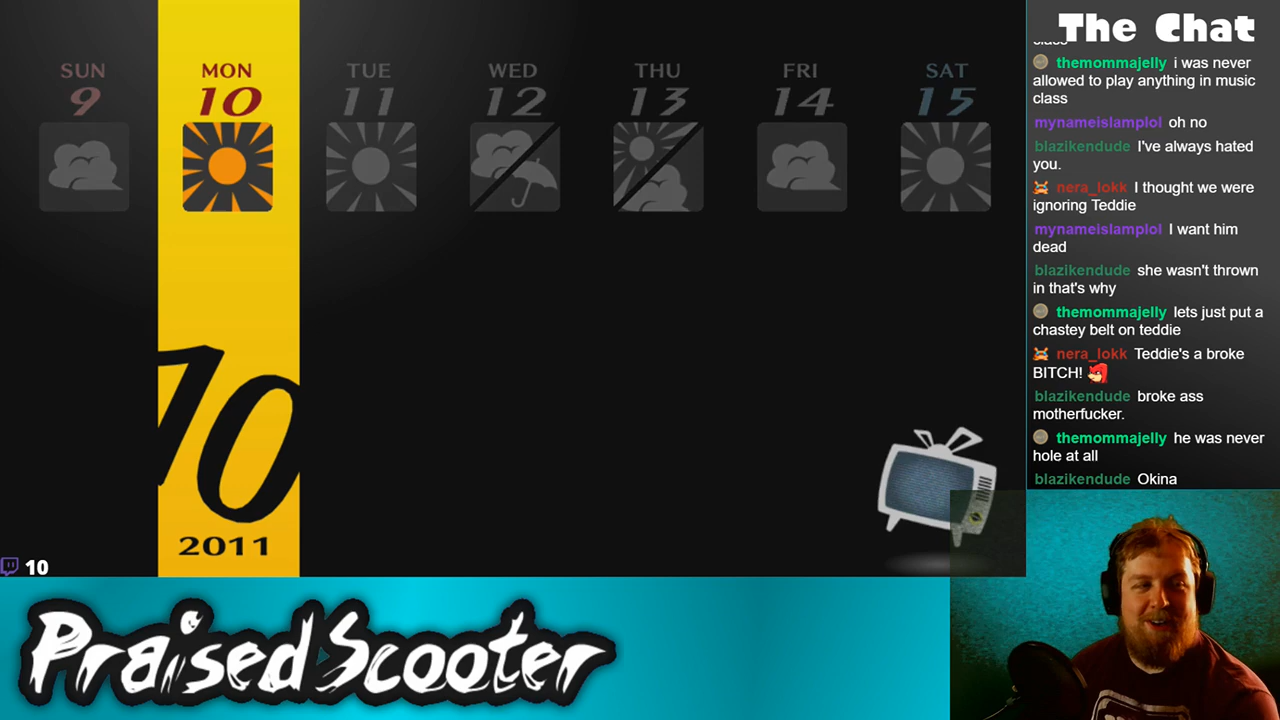 SUN
9
MON
10
TUE
11
WED
12
THU
13
FRI
14
SAT
15
10
2011
10
PraisedScooter
The Chat
class
themommajelly i was never
allowed to play anything in music
class
mynameislamplol oh no
blazikendude I've always hated
you.
nera_lokk I thought we were
ignoring Teddie
mynameislamplol I want him
dead
blazikendude she wasn't thrown
in that's why
themommajelly lets just put a
chastey belt on teddie
nera_lokk Teddie's a broke
BITCH!
blazikendude broke ass
motherfucker.
themommajelly he was never
hole at all
blazikendude Okina